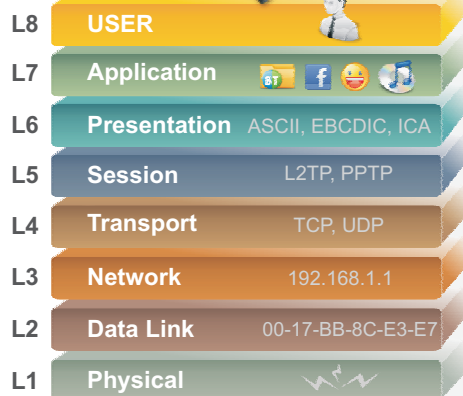 L8 USER
L7 Application BT f
L6 Presentation ASCII, EBCDIC, ICA
L5 Session L2TP, PPTP
L4 Transport TCP, UDP
L3 Network 192.168.1.1
L2 Data Link 00-17-BB-8C-E3-E7
L1 Physical